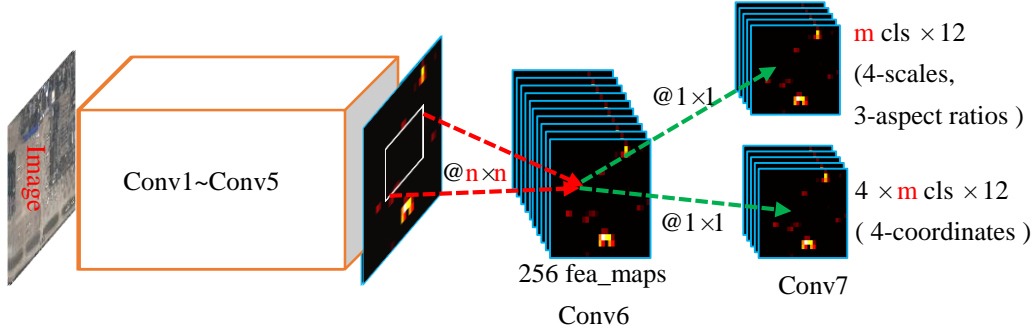 Image
Conv1~Conv5
@n×n
256 fea_maps
Conv6
@1×1
@1×1
m cls ×12
(4-scales,
3-aspect ratios )
4 ×m cls ×12
( 4-coordinates )
Conv7